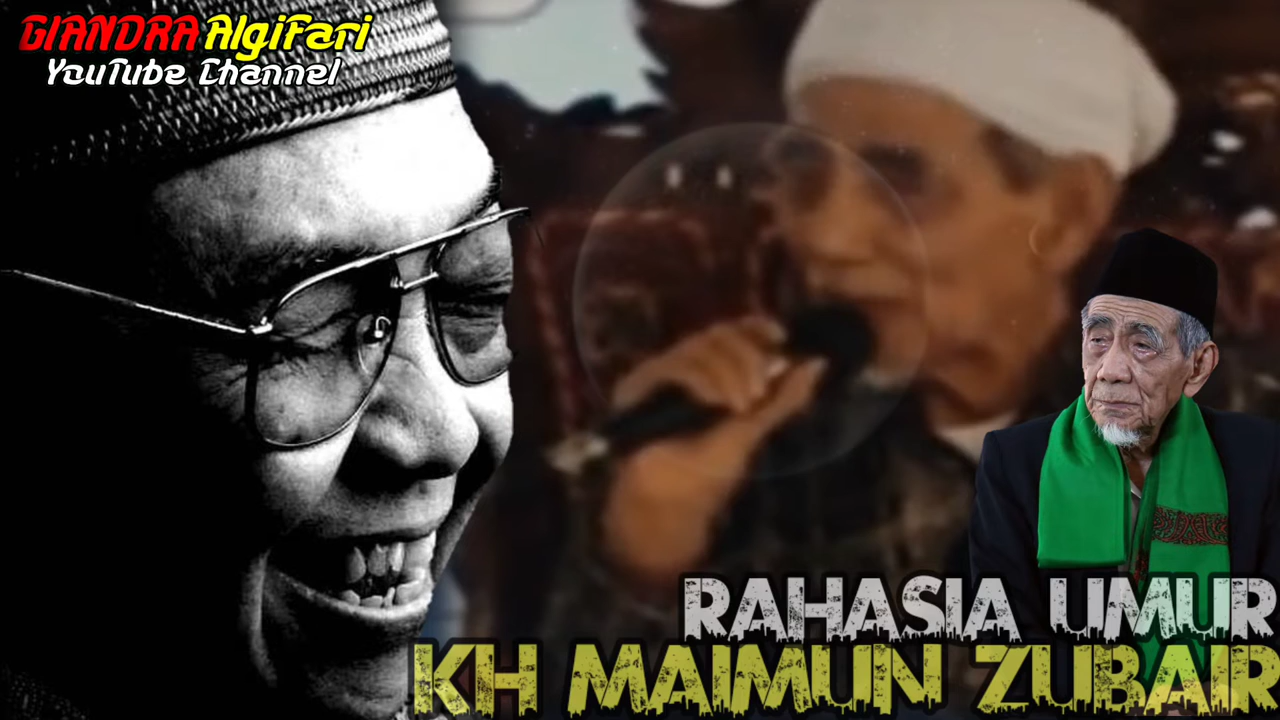 GIANDRA AlgiFari
YouTube Channel
RAHASIA UMUR
KH MAIMUN ZUBAIR